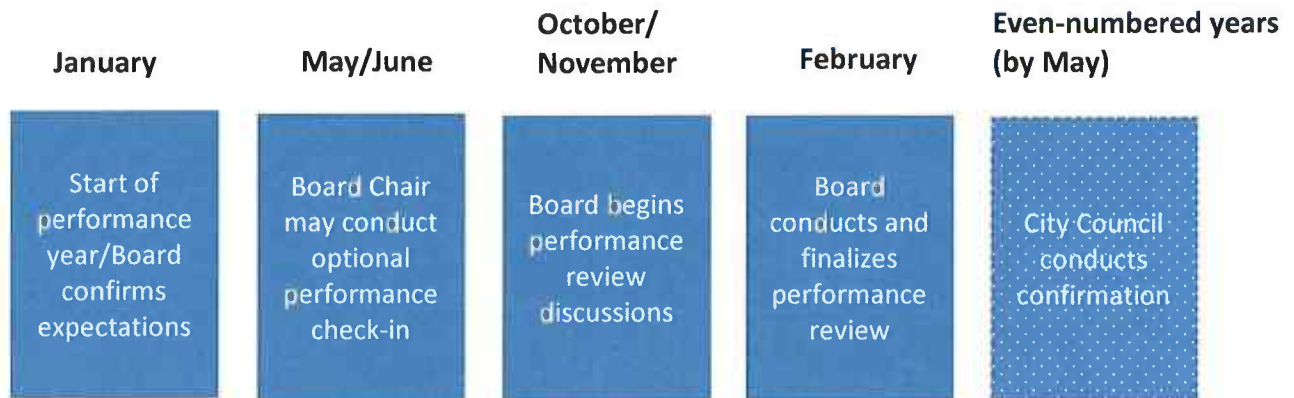 January
May/June
October/
November
February
Even-numbered years
(by May)
Start of
performance
year/Board
confirms
expectations
Board Chair
may conduct
optional
performance
check-in
Board begins
performance
review
discussions
Board
conducts and
finalizes
performance
review
City Council
conducts
confirmation